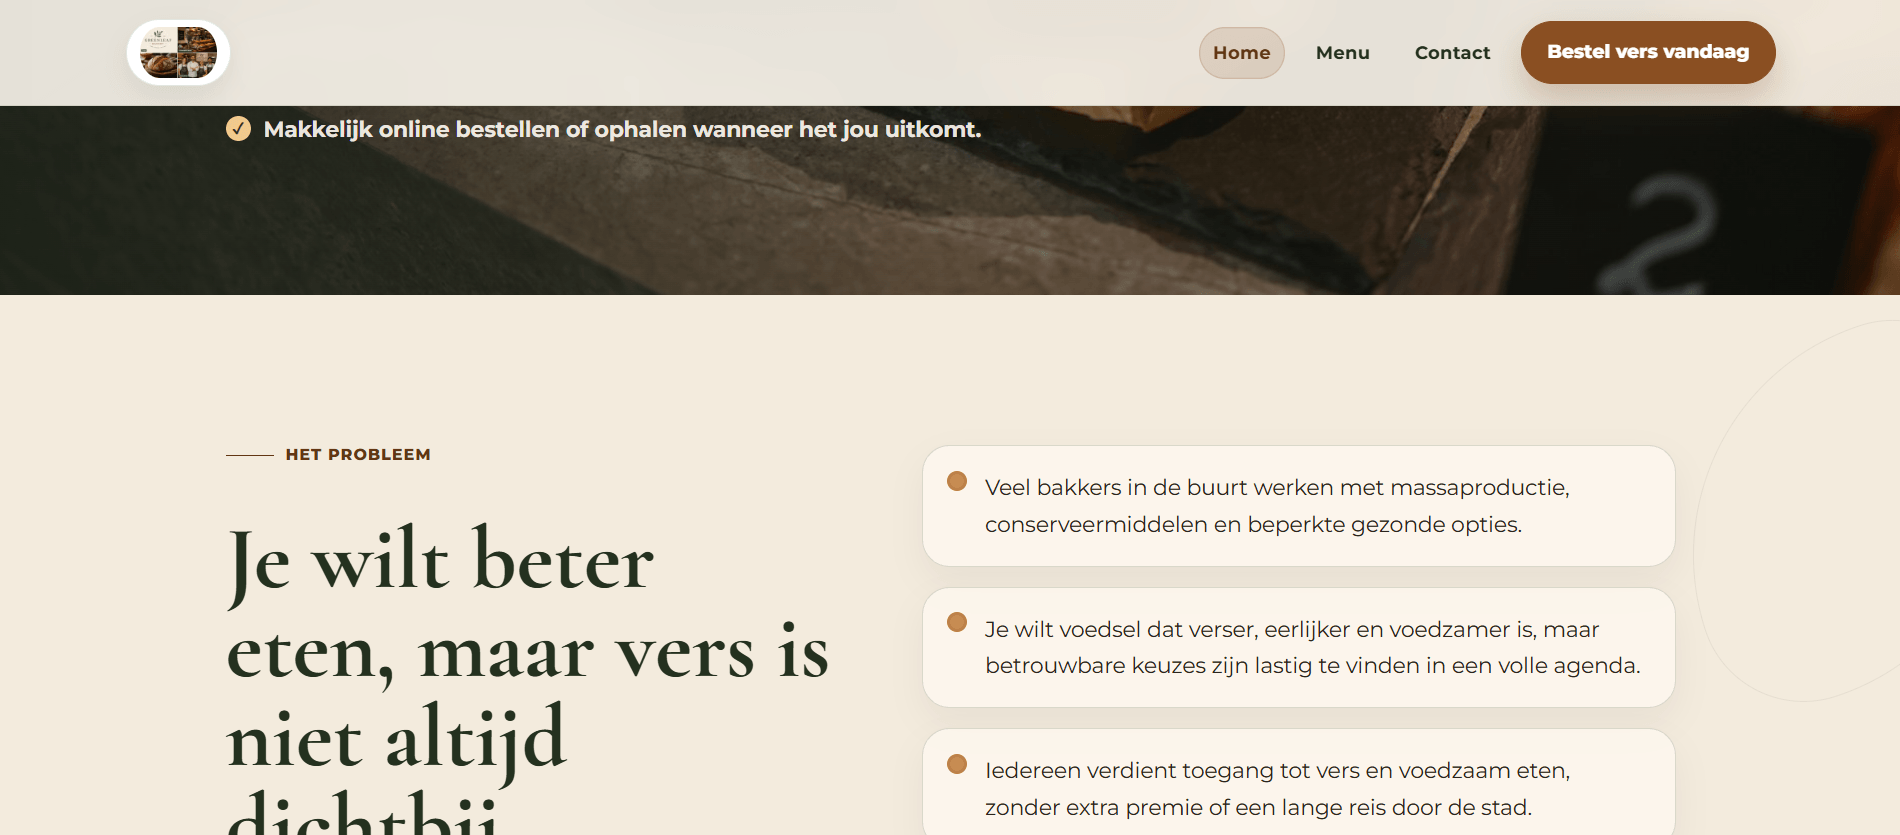 GREENLEAF
Home
Menu
Contact
Bestel vers vandaag
Makkelijk online bestellen of ophalen wanneer het jou uitkomt.
HET PROBLEEM
Je wilt beter
eten, maar vers is
niet altijd
dichtbij
Veel bakkers in de buurt werken met massaproductie,
conserveermiddelen en beperkte gezonde opties.
Je wilt voedsel dat verser, eerlijker en voedzamer is, maar
betrouwbare keuzes zijn lastig te vinden in een volle agenda.
Iedereen verdient toegang tot vers en voedzaam eten,
zonder extra premie of een lange reis door de stad.